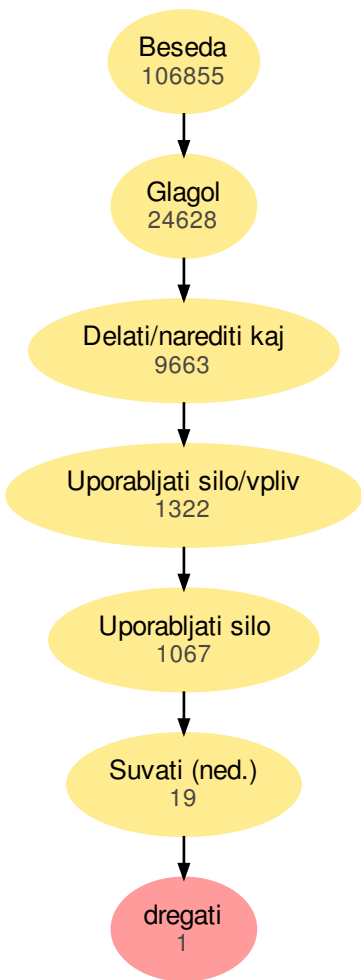 Beseda
106855
Glagol
24628
Delati/narediti kaj
9663
Uporabljati silo/vpliv
1322
Uporabljati silo
1067
Suvati (ned.)
19
dregati
1